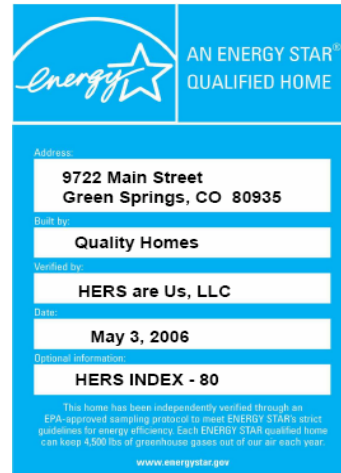 energy
AN ENERGY STAR®
QUALIFIED HOME
Address:
9722 Main Street
Green Springs, CO 80935
Built by:
Quality Homes
Verified by:
HERS are Us, LLC
Date:
May 3, 2006
Optional information:
HERS INDEX - 80
This home has been independently verified through an
EPA-approved sampling protocol to meet ENERGY STAR's strict
guidelines for energy efficiency. Each ENERGY STAR qualified home
can keep 4,500 lbs of greenhouse gases out of our air each year.
www.energystar.gov